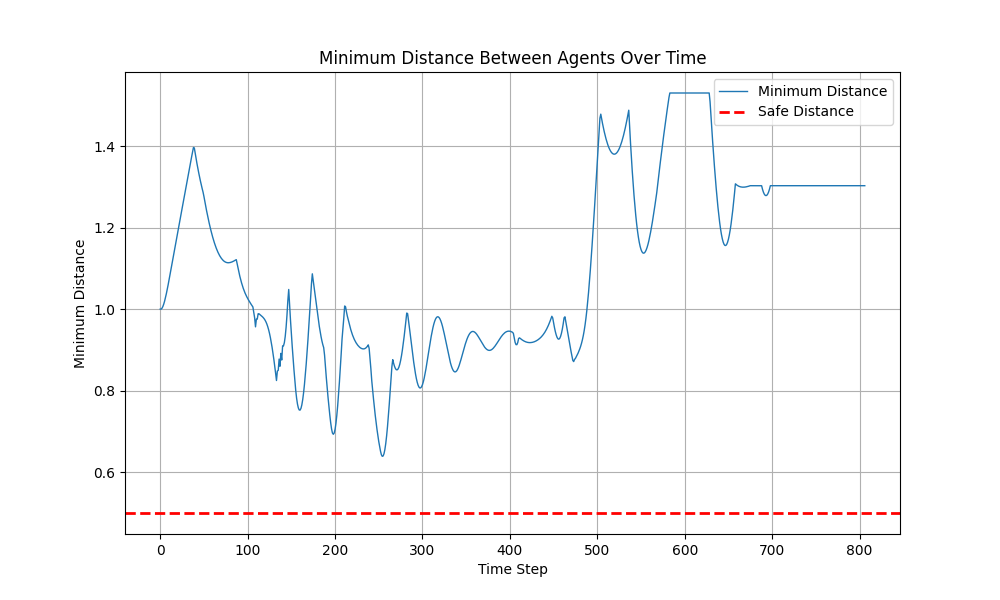 Minimum Distance Between Agents Over Time
Minimum Distance
Safe Distance
Minimum Distance
1.4
1.2
1.0
0.8
0.6
0 100 200 300 400 500 600 700 800
Time Step